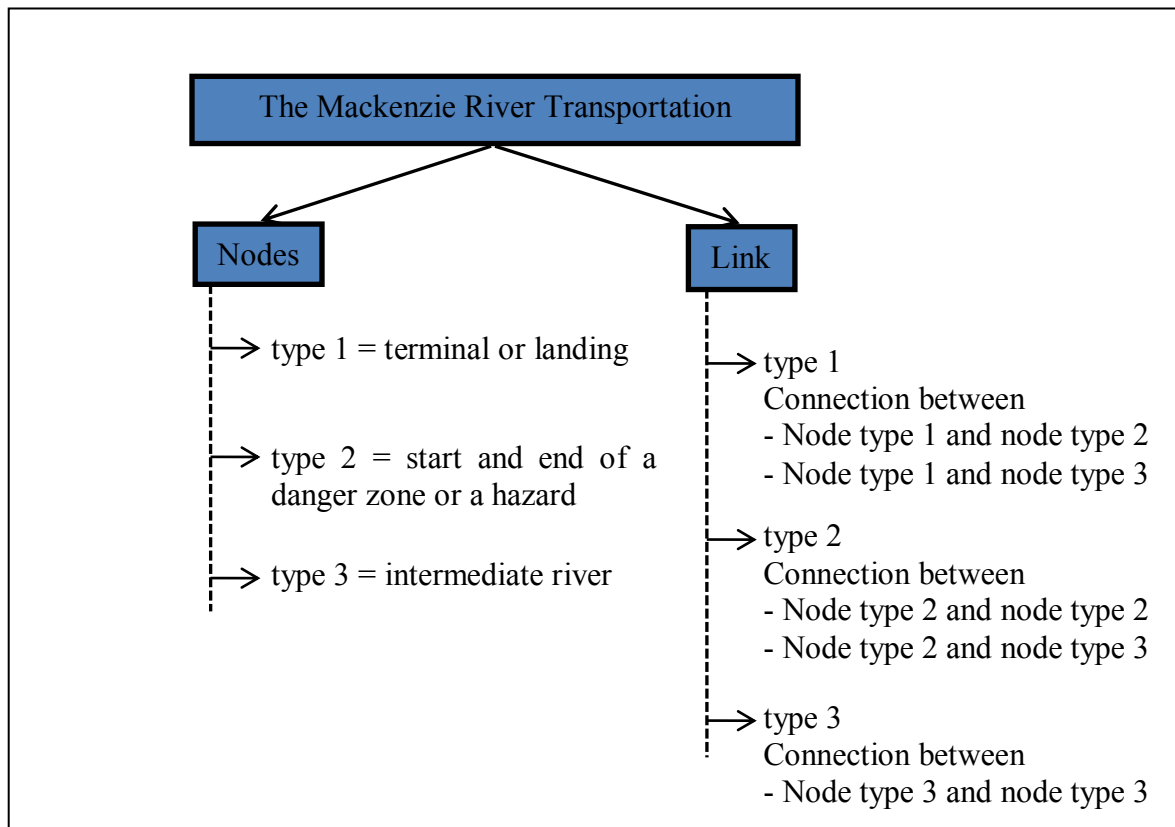 The Mackenzie River Transportation
Nodes
type 1 = terminal or landing
type 2 = start and end of a
danger zone or a hazard
type 3 = intermediate river
Link
type 1
Connection between
- Node type 1 and node type 2
- Node type 1 and node type 3
type 2
Connection between
- Node type 2 and node type 2
- Node type 2 and node type 3
type 3
Connection between
- Node type 3 and node type 3